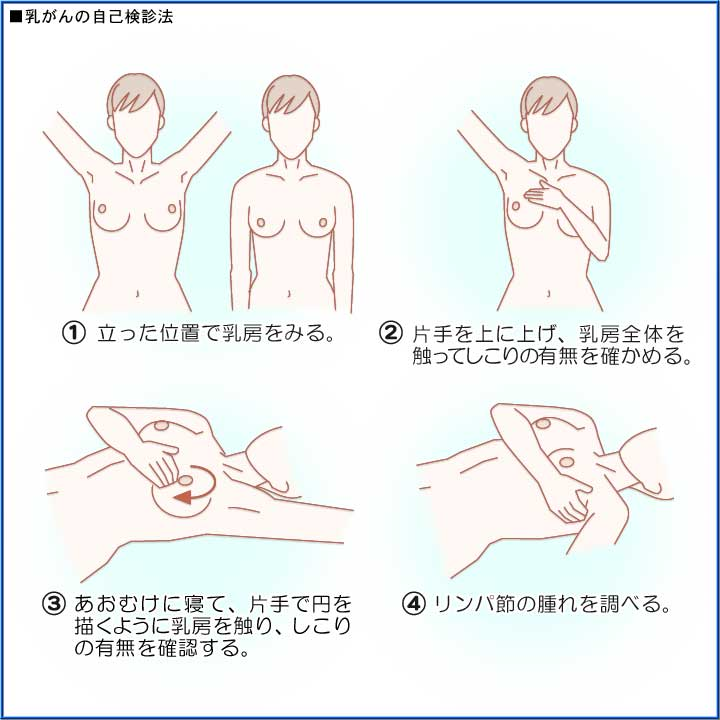 ■乳がんの自己検診法
① 立った位置で乳房をみる。
② 片手を上に上げ、乳房全体を
触ってしこりの有無を確かめる。
③ あおむけに寝て、片手で円を
描くように乳房を触り、しこり
の有無を確認する。
④ リンパ節の腫れを調べる。